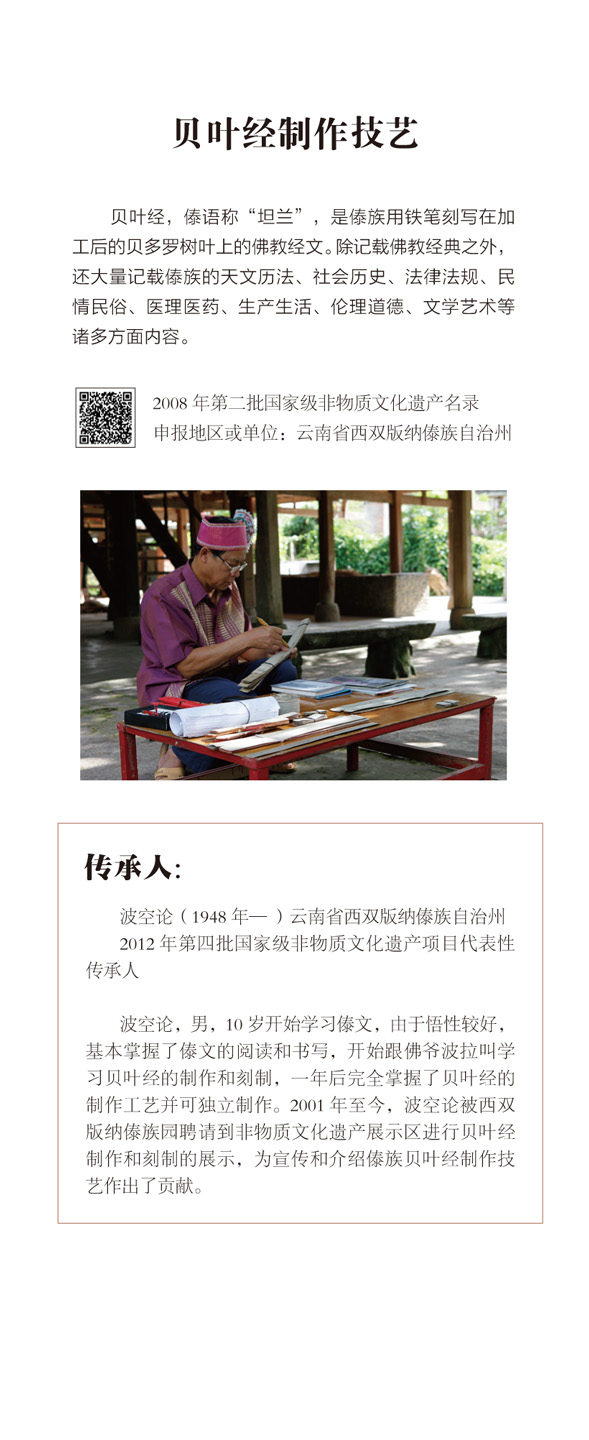 贝叶经制作技艺
贝叶经，傣语称“坦兰”，是傣族用铁笔刻写在加
工后的贝多罗树叶上的佛教经文。除记载佛教经典之外，
还大量记载傣族的天文历法、社会历史、法律法规、民
情民俗、医理医药、生产生活、伦理道德、文学艺术等
诸多方面内容。
2008 年第二批国家级非物质文化遗产名录
申报地区或单位：云南省西双版纳傣族自治州
传承人：
波空论（1948 年— ）云南省西双版纳傣族自治州
2012 年第四批国家级非物质文化遗产项目代表性
传承人
波空论，男，10 岁开始学习傣文，由于悟性较好，
基本掌握了傣文的阅读和书写，开始跟佛爷波拉叫学
习贝叶经的制作和刻制，一年后完全掌握了贝叶经的
制作工艺并可独立制作。2001 年至今，波空论被西双
版纳傣族园聘请到非物质文化遗产展示区进行贝叶经
制作和刻制的展示，为宣传和介绍傣族贝叶经制作技
艺作出了贡献。